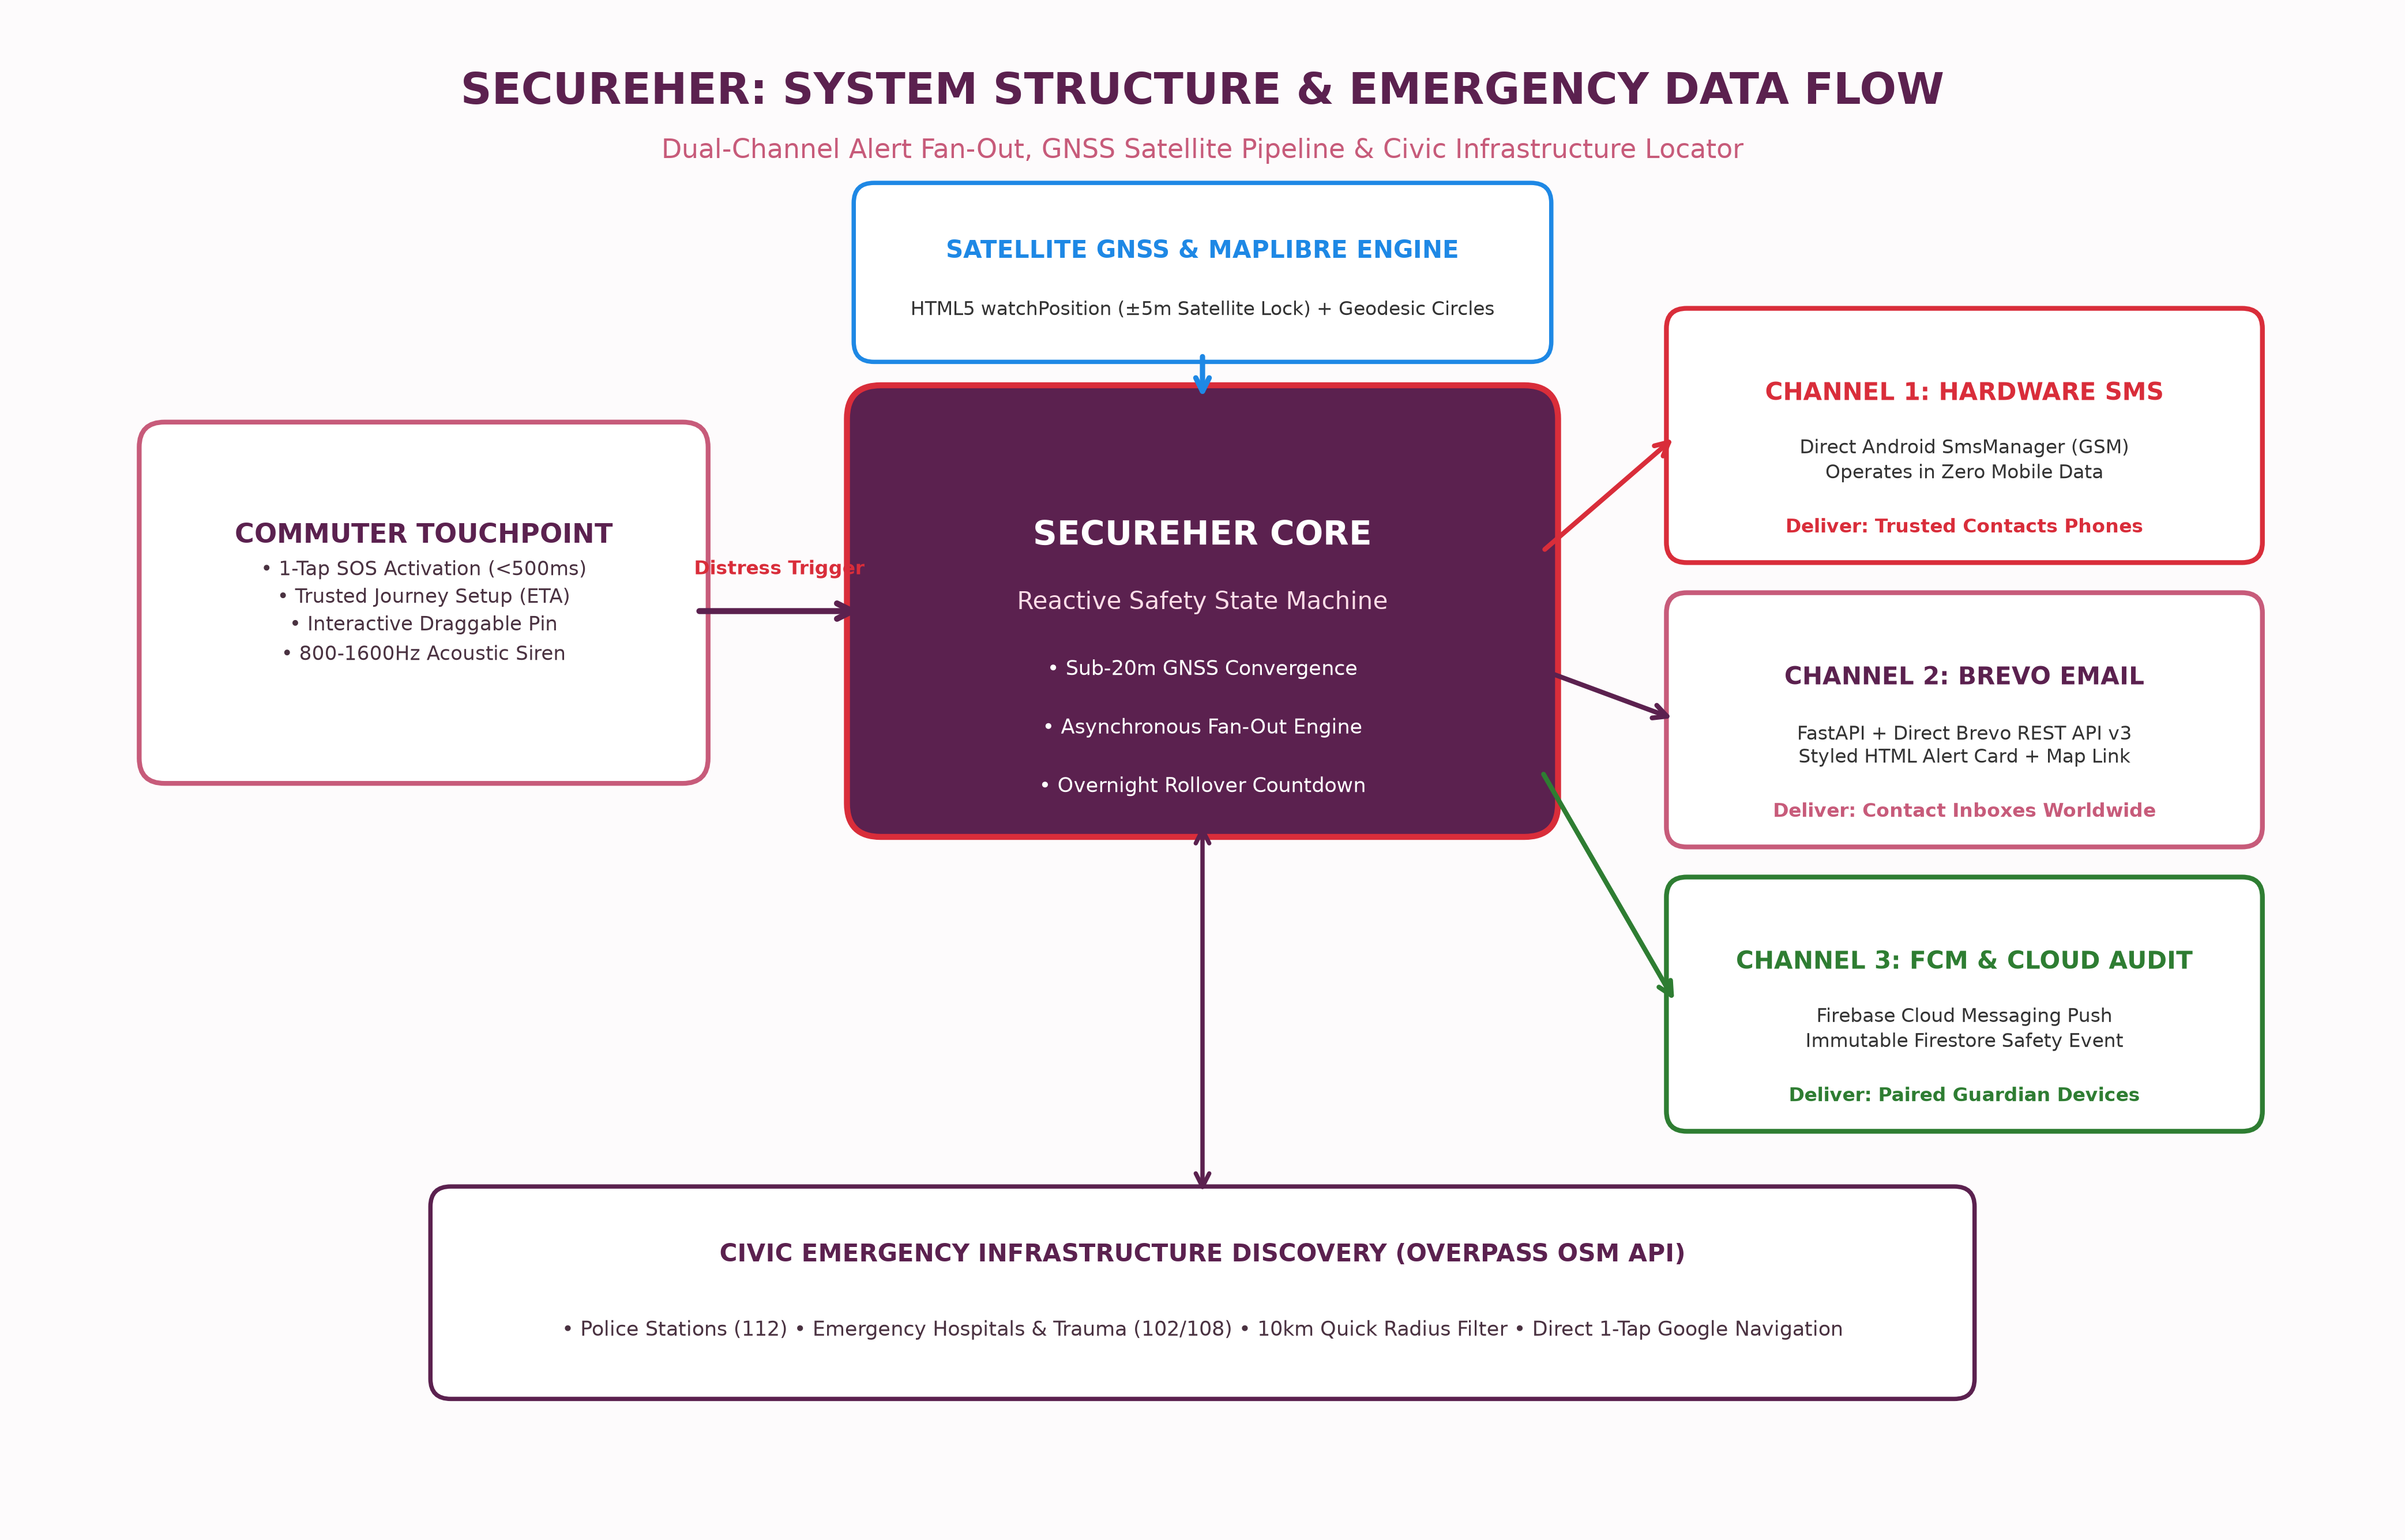 SECUREHER: SYSTEM STRUCTURE & EMERGENCY DATA FLOW
Dual-Channel Alert Fan-Out, GNSS Satellite Pipeline & Civic Infrastructure Locator
SATELLITE GNSS & MAPLIBRE ENGINE
HTML5 watchPosition (±5m Satellite Lock) + Geodesic Circles
COMMUTER TOUCHPOINT
• 1-Tap SOS Activation (<500ms)
• Trusted Journey Setup (ETA)
• Interactive Draggable Pin
• 800-1600Hz Acoustic Siren
Distress Trigger
SECUREHER CORE
Reactive Safety State Machine
• Sub-20m GNSS Convergence
• Asynchronous Fan-Out Engine
• Overnight Rollover Countdown
CHANNEL 1: HARDWARE SMS
Direct Android SmsManager (GSM)
Operates in Zero Mobile Data
Deliver: Trusted Contacts Phones
CHANNEL 2: BREVO EMAIL
FastAPI + Direct Brevo REST API v3
Styled HTML Alert Card + Map Link
Deliver: Contact Inboxes Worldwide
CHANNEL 3: FCM & CLOUD AUDIT
Firebase Cloud Messaging Push
Immutable Firestore Safety Event
Deliver: Paired Guardian Devices
CIVIC EMERGENCY INFRASTRUCTURE DISCOVERY (OVERPASS OSM API)
• Police Stations (112) • Emergency Hospitals & Trauma (102/108) • 10km Quick Radius Filter • Direct 1-Tap Google Navigation